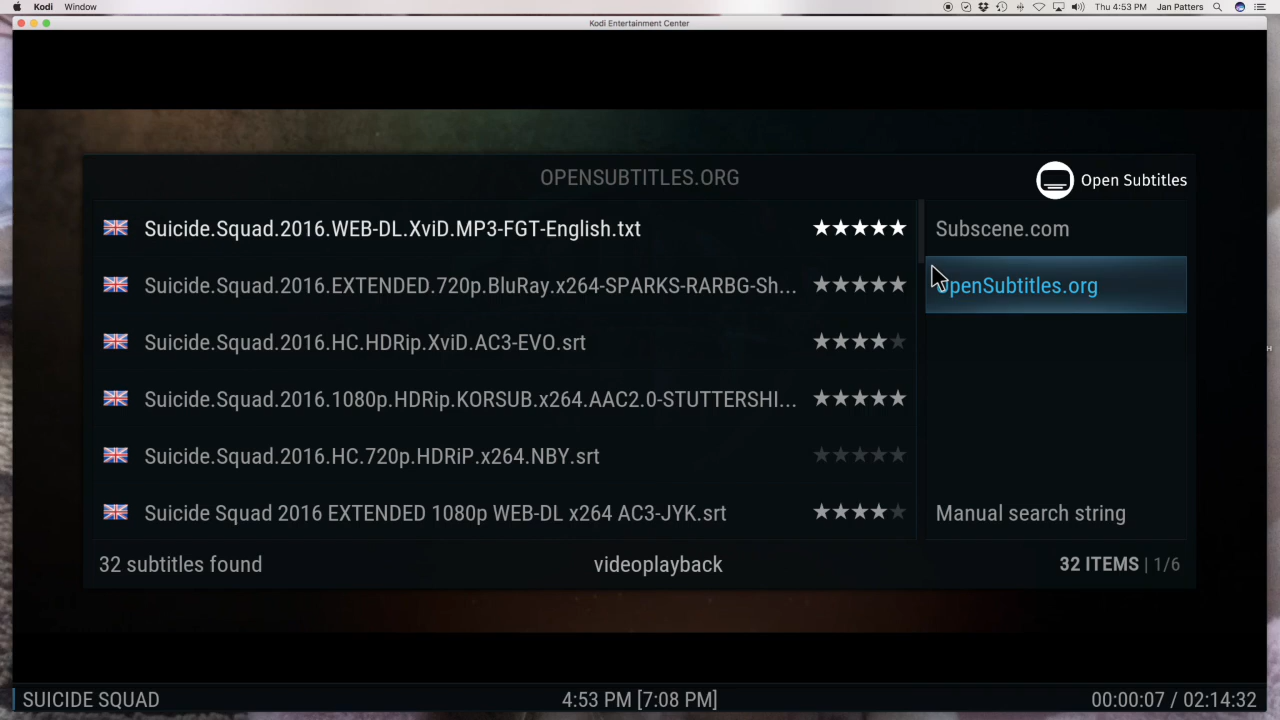 Kodi Window Thu 4:53 PM Jan Patters
Kodi Entertainment Center
OPENSUBTITLES.ORG
Open Subtitles
Suicide.Squad.2016.WEB-DL.XviD.MP3-FGT-English.txt
Subscene.com
Suicide.Squad.2016.EXTENDED.720p.BluRay.x264-SPARKS-RARBG-Sh...
OpenSubtitles.org
Suicide.Squad.2016.HC.HDRip.XviD.AC3-EVO.srt
Suicide.Squad.2016.1080p.HDRip.KORSUB.x264.AAC2.0-STUTTERSHI...
Suicide.Squad.2016.HC.720p.HDRiP.x264.NBY.srt
Suicide Squad 2016 EXTENDED 1080p WEB-DL x264 AC3-JYK.srt
Manual search string
32 subtitles found
videoplayback
32 ITEMS | 1/6
SUICIDE SQUAD
4:53 PM [7:08 PM]
00:00:07 / 02:14:32